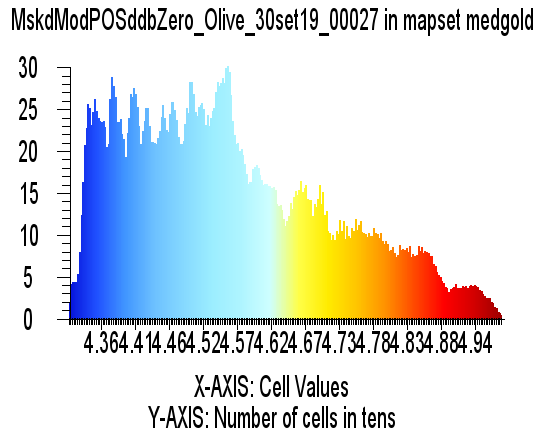 MskdModPOSddbZero_Olive_30set19_00027 in mapset medgold
30
25
20
15
10
5
0
4.36 4.41 4.46 4.52 4.57 4.62 4.67 4.73 4.78 4.83 4.88 4.94
X-AXIS: Cell Values
Y-AXIS: Number of cells in tens